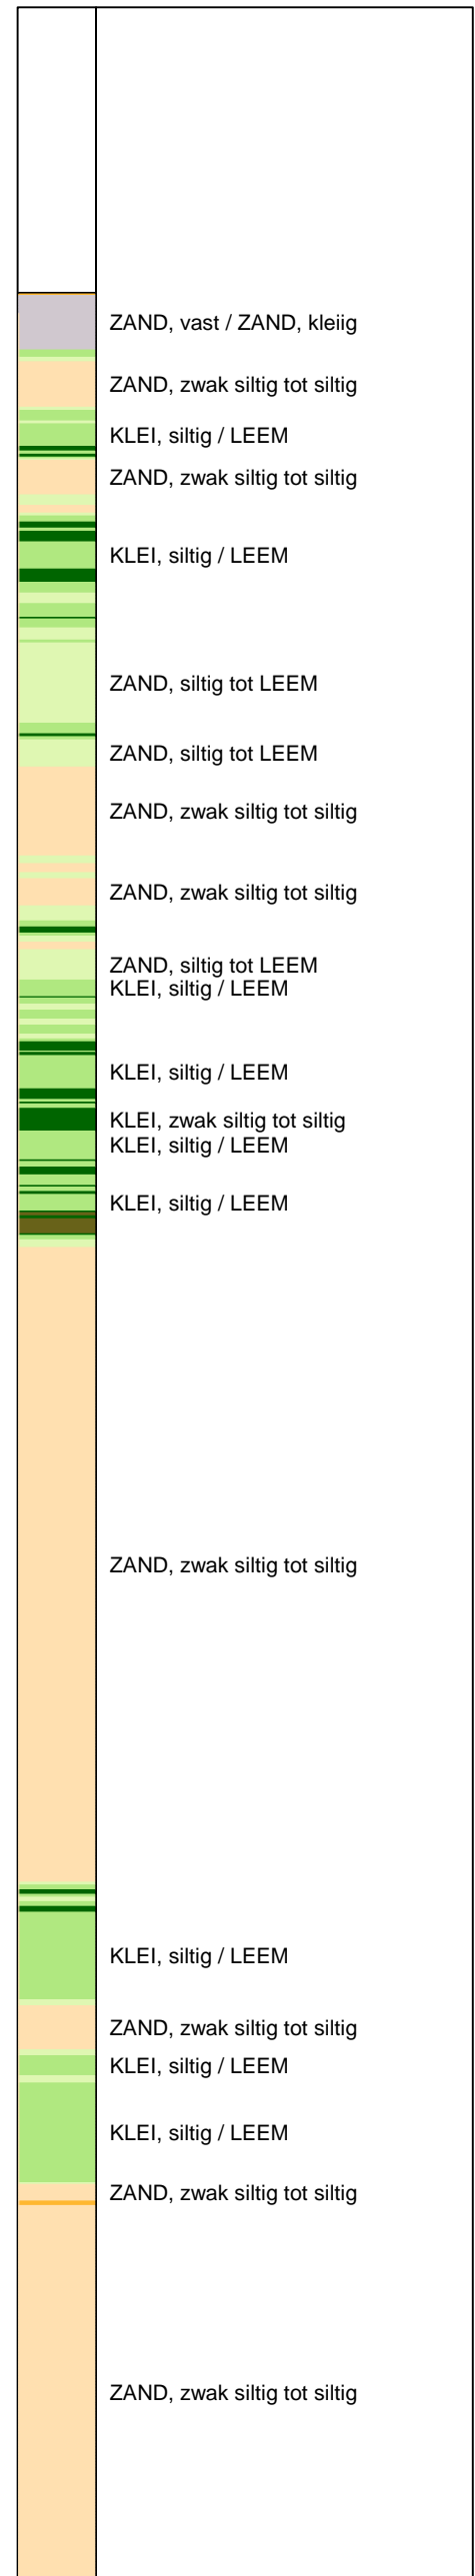 ZAND, vast / ZAND, kleiig
ZAND, zwak siltig tot siltig
KLEI, siltig / LEEM
ZAND, zwak siltig tot siltig
KLEI, siltig / LEEM
ZAND, siltig tot LEEM
ZAND, siltig tot LEEM
ZAND, zwak siltig tot siltig
ZAND, zwak siltig tot siltig
ZAND, siltig tot LEEM
KLEI, siltig / LEEM
KLEI, siltig / LEEM
KLEI, zwak siltig tot siltig
KLEI, siltig / LEEM
KLEI, siltig / LEEM
ZAND, zwak siltig tot siltig
KLEI, siltig / LEEM
ZAND, zwak siltig tot siltig
KLEI, siltig / LEEM
KLEI, siltig / LEEM
ZAND, zwak siltig tot siltig
ZAND, zwak siltig tot siltig